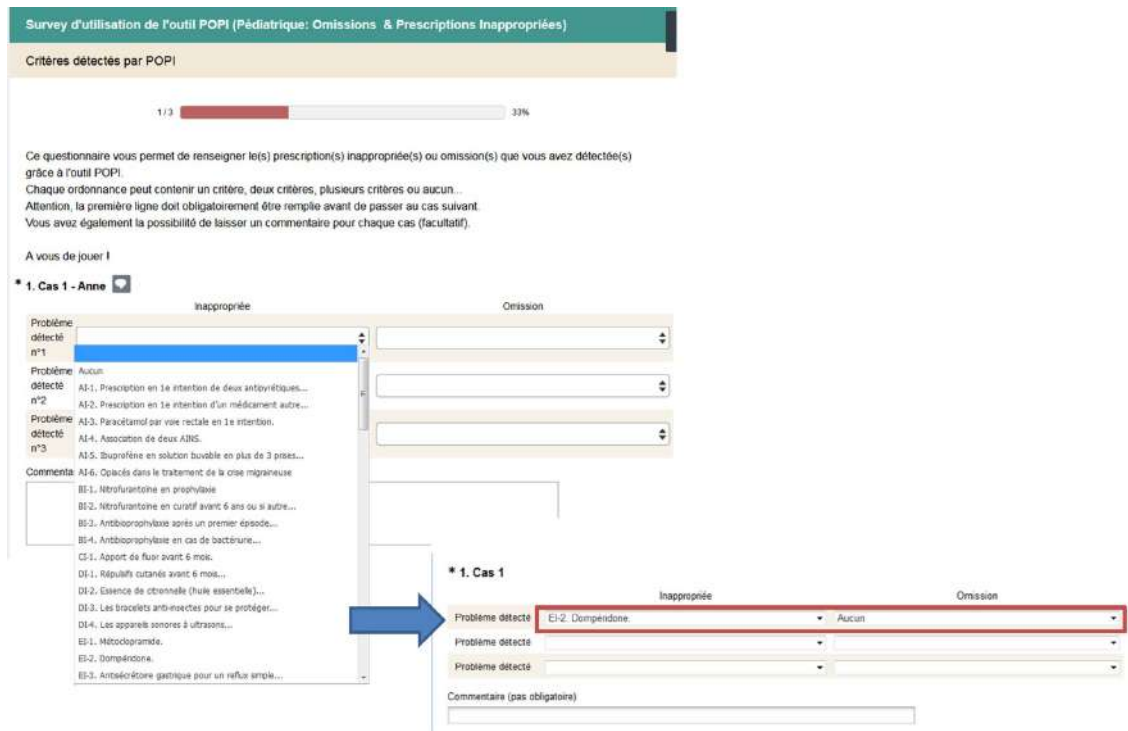 Survey d'utilisation de l'outil POPI (Pédiatrique: Omissions & Prescriptions Inappropriées)
Critères détectés par POPI
1 / 3 33%
Ce questionnaire vous permet de renseigner le(s) prescription(s) inappropriée(s) ou omission(s) que vous avez détectée(s)
grâce à l'outil POPI.
Chaque ordonnance peut contenir un critère, deux critères, plusieurs critères ou aucun...
Attention, la première ligne doit obligatoirement être remplie avant de passer au cas suivant.
Vous avez également la possibilité de laisser un commentaire pour chaque cas (facultatif).
A vous de jouer !
* 1. Cas 1 - Anne
Inappropriée Omission
Problème
détecté
n°1
Problème
détecté
n°2
Problème
détecté
n°3
Commenta
Aucun
AI-1. Prescription en 1e intention de deux antipyrétiques...
AI-2. Prescription en 1e intention d'un médicament autre...
AI-3. Paracétamol par voie rectale en 1e intention.
AI-4. Association de deux AINS.
AI-5. Ibuprofène en solution buvable en plus de 3 prises...
AI-6. Opiacés dans le traitement de la crise migraineuse
BI-1. Nitrofurantoine en prophylaxie
BI-2. Nitrofurantoine en curatif avant 6 ans ou si autre...
BI-3. Antibioprophylaxie après un premier épisode...
BI-4. Antibioprophylaxie en cas de bactériurie...
CI-1. Apport de fluor avant 6 mois.
DI-1. Répulsifs cutanés avant 6 mois...
DI-2. Essence de citronnelle (huile essentielle)...
DI-3. Les bracelets anti-insectes pour se protéger...
DI-4. Les appareils sonores à ultrasons...
EI-1. Métoclopramide.
EI-2. Dompéridone.
EI-3. Antisécrétoire gastrique pour un reflux simple...
* 1. Cas 1
Inappropriée Omission
Problème détecté EI-2. Dompéridone. Aucun
Problème détecté
Problème détecté
Commentaire (pas obligatoire)